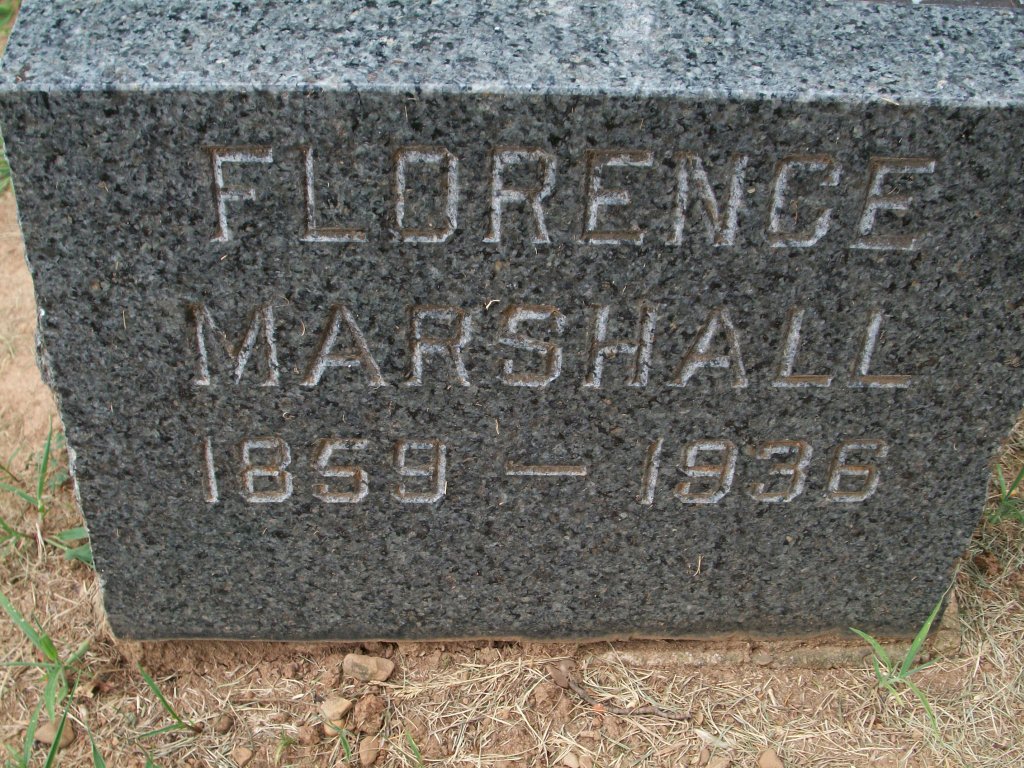 FLORENCE
MARSHALL
1859 — 1936